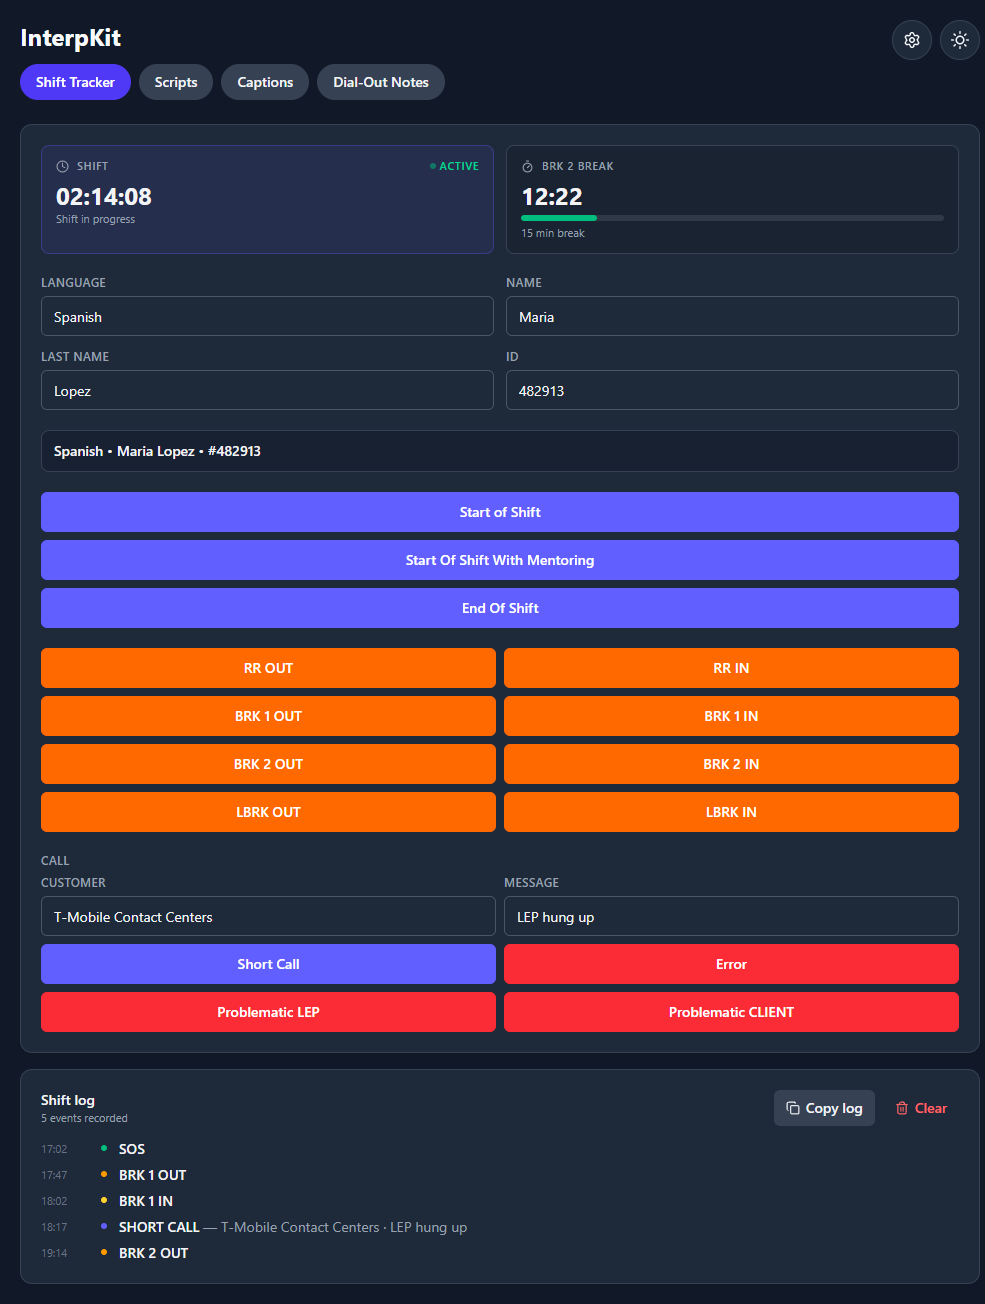 InterpKit
Shift Tracker
Scripts
Captions
Dial-Out Notes
SHIFT
ACTIVE
02:14:08
Shift in progress
BRK 2 BREAK
12:22
15 min break
LANGUAGE
Spanish
NAME
Maria
LAST NAME
Lopez
ID
482913
Spanish • Maria Lopez • #482913
Start of Shift
Start Of Shift With Mentoring
End Of Shift
RR OUT
RR IN
BRK 1 OUT
BRK 1 IN
BRK 2 OUT
BRK 2 IN
LBRK OUT
LBRK IN
CALL
CUSTOMER
T-Mobile Contact Centers
MESSAGE
LEP hung up
Short Call
Error
Problematic LEP
Problematic CLIENT
Shift log
5 events recorded
Copy log
Clear
17:02 SOS
17:47 BRK 1 OUT
18:02 BRK 1 IN
18:17 SHORT CALL — T-Mobile Contact Centers · LEP hung up
19:14 BRK 2 OUT